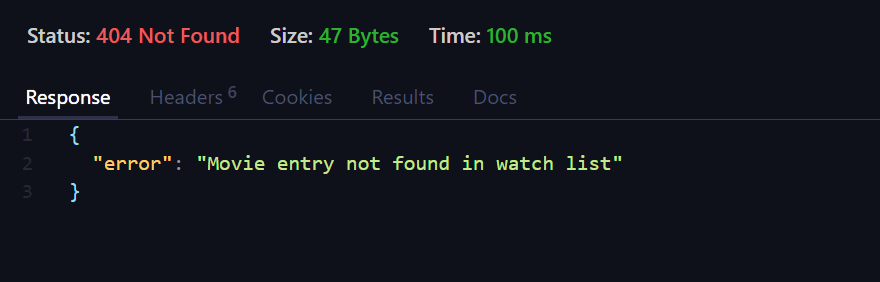 Status: 404 Not Found Size: 47 Bytes Time: 100 ms
Response Headers 6 Cookies Results Docs
1 {
2 "error": "Movie entry not found in watch list"
3 }